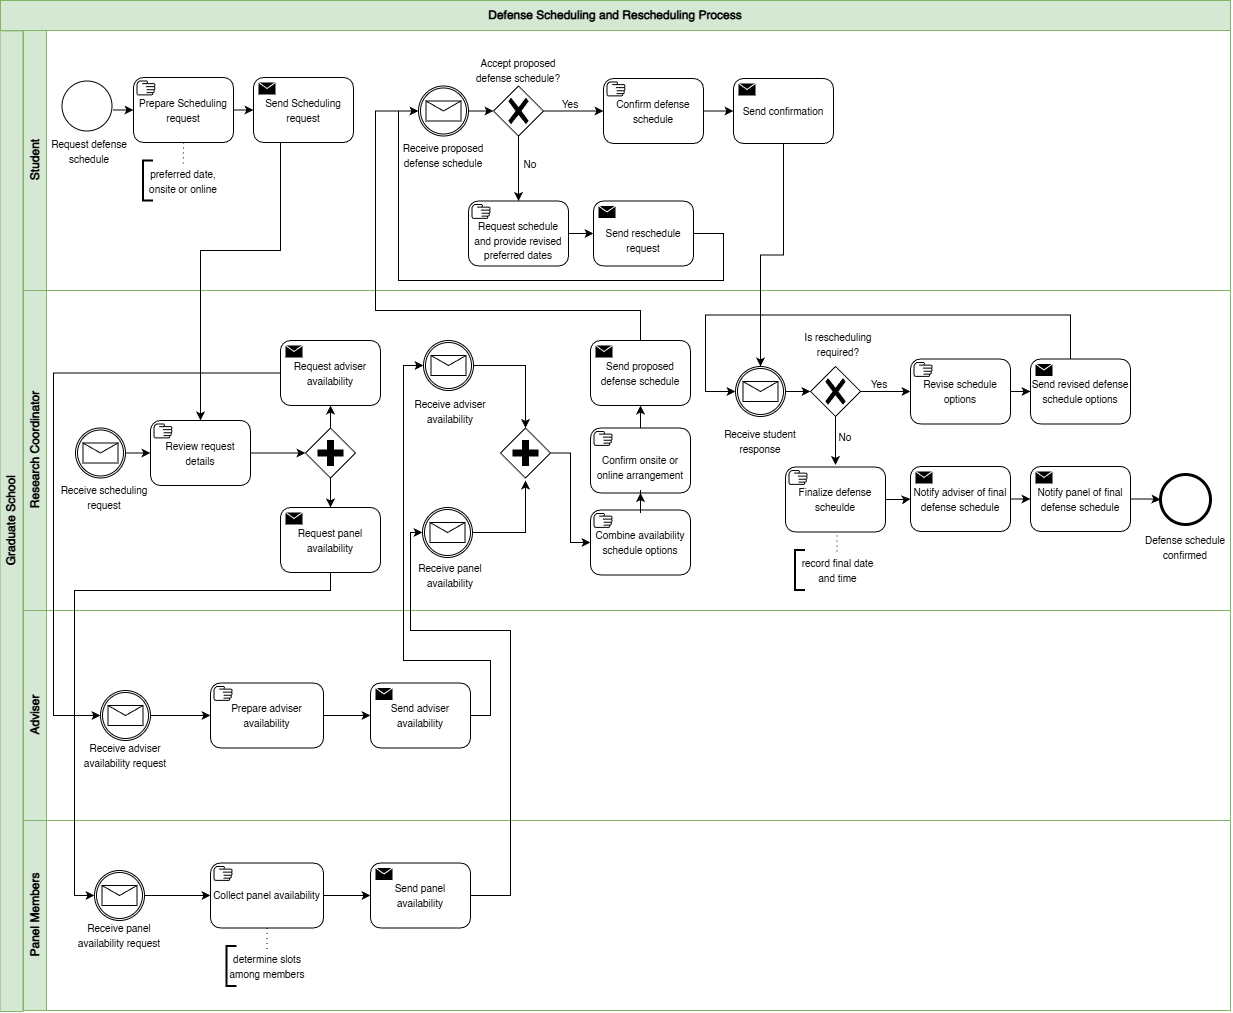 Defense Scheduling and Rescheduling Process
Graduate School
Student
Request defense
schedule
Prepare Scheduling
request
preferred date,
onsite or online
Send Scheduling
request
Receive proposed
defense schedule
Accept proposed
defense schedule?
Yes
No
Confirm defense
schedule
Send confirmation
Request schedule
and provide revised
preferred dates
Send reschedule
request
Research Coordinator
Receive scheduling
request
Review request
details
Request adviser
availability
Request panel
availability
Receive adviser
availability
Receive panel
availability
Send proposed
defense schedule
Confirm onsite or
online arrangement
Combine availability
schedule options
Receive student
response
Is rescheduling
required?
Yes
No
Revise schedule
options
Send revised defense
schedule options
Finalize defense
scheulde
record final date
and time
Notify adviser of final
defense schedule
Notify panel of final
defense schedule
Defense schedule
confirmed
Adviser
Receive adviser
availability request
Prepare adviser
availability
Send adviser
availability
Panel Members
Receive panel
availability request
Collect panel availability
determine slots
among members
Send panel
availability